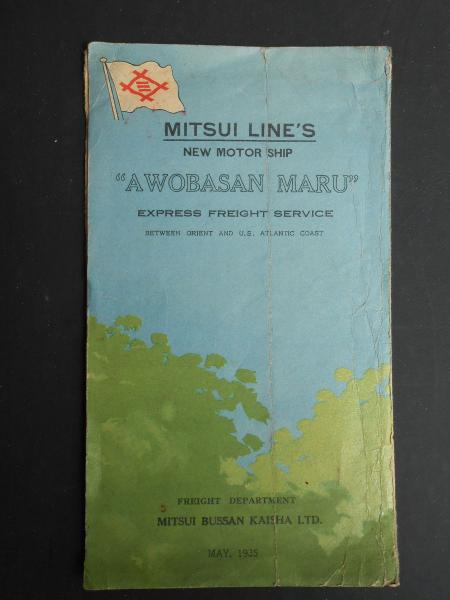 MITSUI LINE'S
NEW MOTOR SHIP
"AWOBASAN MARU"
EXPRESS FREIGHT SERVICE
BETWEEN ORIENT AND U.S. ATLANTIC COAST
FREIGHT DEPARTMENT
MITSUI BUSSAN KAISHA LTD.
MAY, 1935